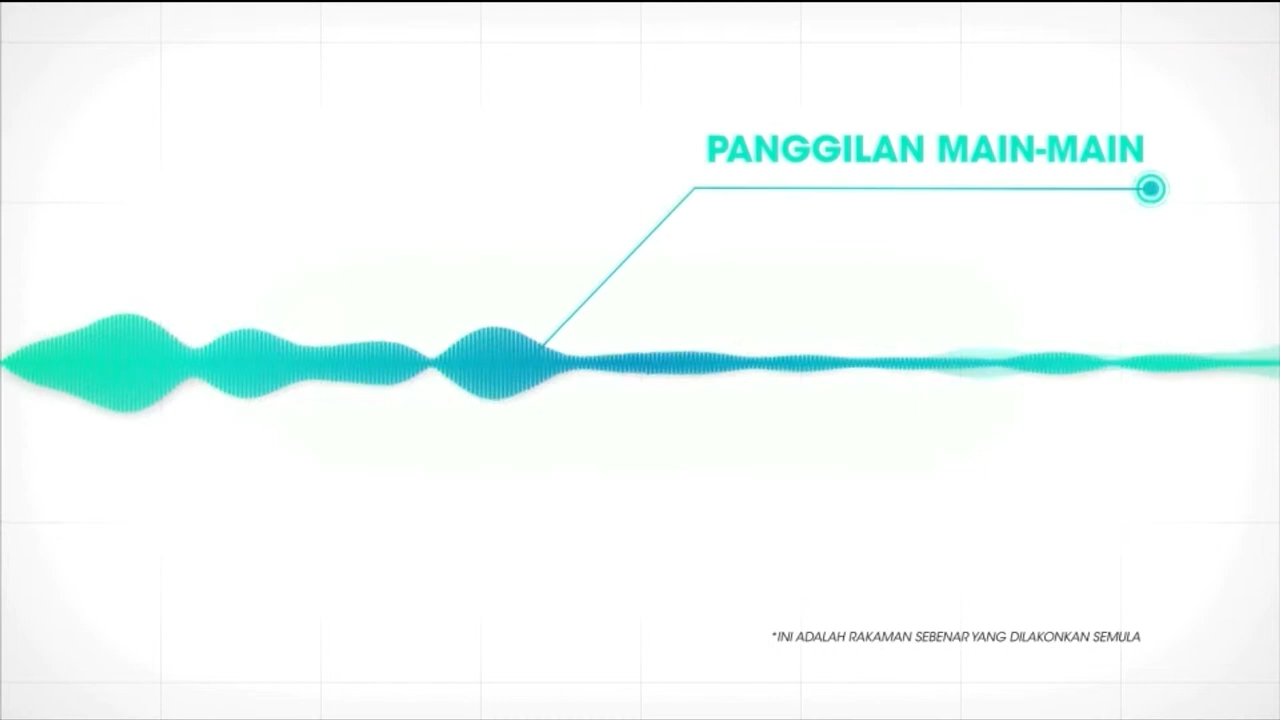 PANGGILAN MAIN-MAIN
*INI ADALAH RAKAMAN SEBENAR YANG DILAKONKAN SEMULA